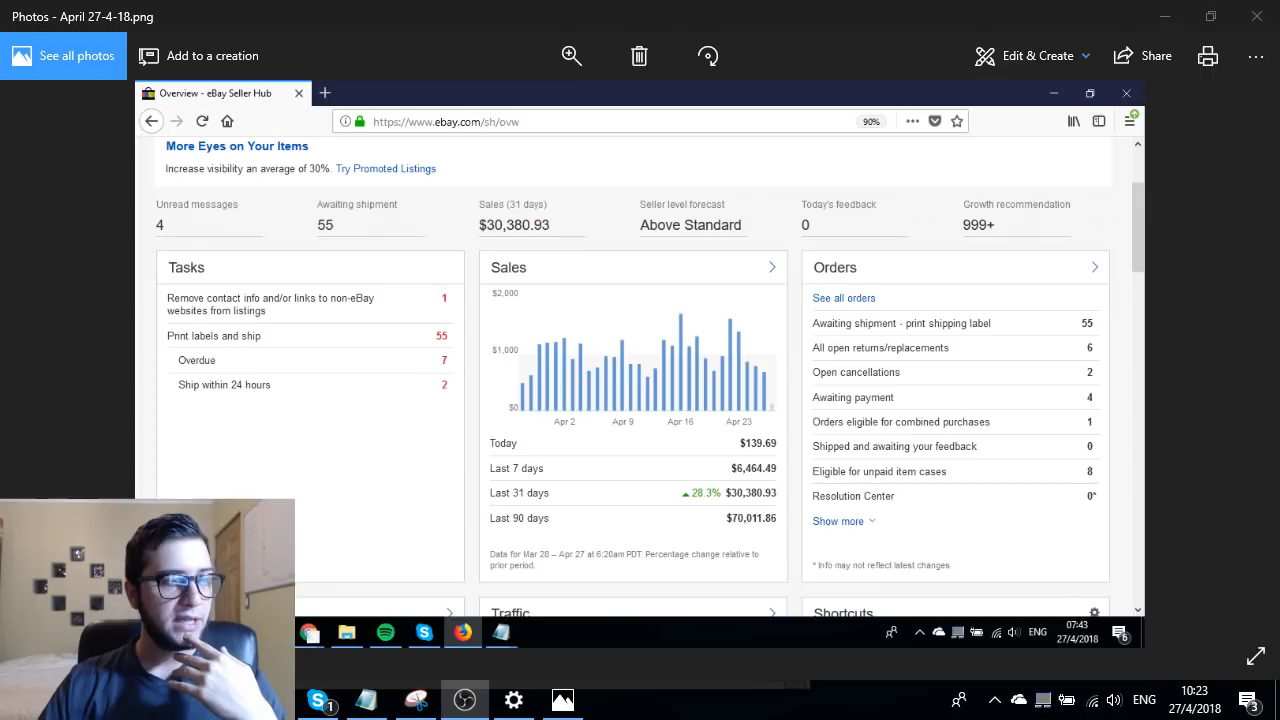 Photos - April 27-4-18.png
See all photos
Add to a creation
Edit & Create
Share
Overview - eBay Seller Hub
https://www.ebay.com/sh/ovw
90%
More Eyes on Your Items
Increase visibility an average of 30%. Try Promoted Listings
Unread messages Awaiting shipment Sales (31 days) Seller level forecast Today's feedback Growth recommendation
4 55 $30,380.93 Above Standard 0 999+
Tasks
Remove contact info and/or links to non-eBay 1
websites from listings
Print labels and ship 55
Overdue 7
Ship within 24 hours 2
Sales
$2,000
$1,000
$0
Apr 2 Apr 9 Apr 16 Apr 23
Today $139.69
Last 7 days $6,464.49
Last 31 days 28.3% $30,380.93
Last 90 days $70,011.86
Data for Mar 28 – Apr 27 at 6:20am PDT. Percentage change relative to
prior period.
Orders
See all orders
Awaiting shipment - print shipping label 55
All open returns/replacements 6
Open cancellations 2
Awaiting payment 4
Orders eligible for combined purchases 1
Shipped and awaiting your feedback 0
Eligible for unpaid item cases 8
Resolution Center 0*
Show more
* Info may not reflect latest changes.
Traffic
Shortcuts
ENG
07:43
27/4/2018
6
1
ENG
10:23
27/4/2018
3